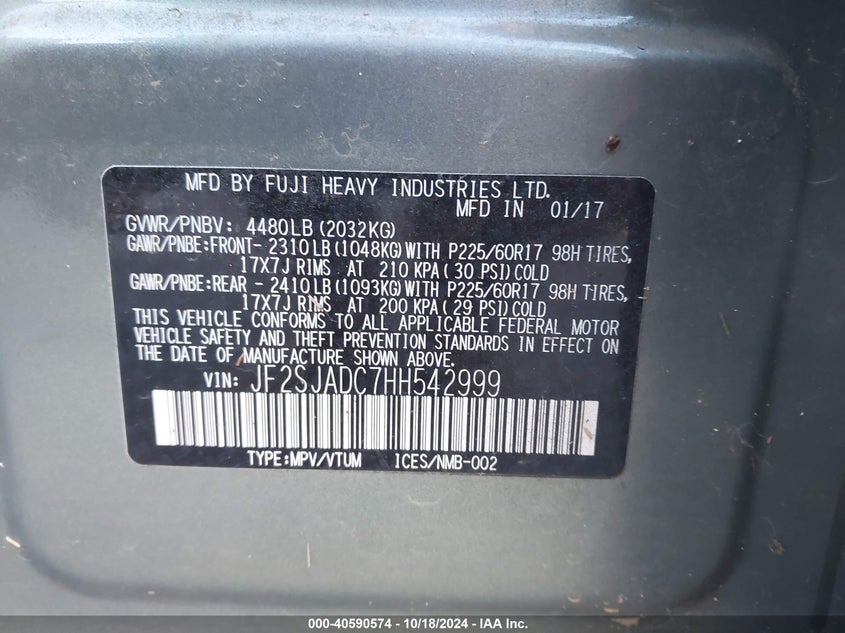 MFD BY FUJI HEAVY INDUSTRIES LTD.
MFD IN 01/17
GVWR/PNBV: 4480LB(2032KG)
GAWR/PNBE:FRONT- 2310LB(1048KG)WITH P225/60R17 98H TIRES,
17X7J RIMS AT 210 KPA(30 PSI)COLD
GAWR/PNBE:REAR - 2410LB(1093KG)WITH P225/60R17 98H TIRES,
17X7J RIMS AT 200 KPA(29 PSI)COLD
THIS VEHICLE CONFORMS TO ALL APPLICABLE FEDERAL MOTOR
VEHICLE SAFETY AND THEFT PREVENTION STANDARDS IN EFFECT ON
THE DATE OF MANUFACTURE SHOWN ABOVE.
VIN: JF2SJADC7HH542999
TYPE:MPV/VTUM ICES/NMB-002
000-40590574 - 10/18/2024 - IAA Inc.